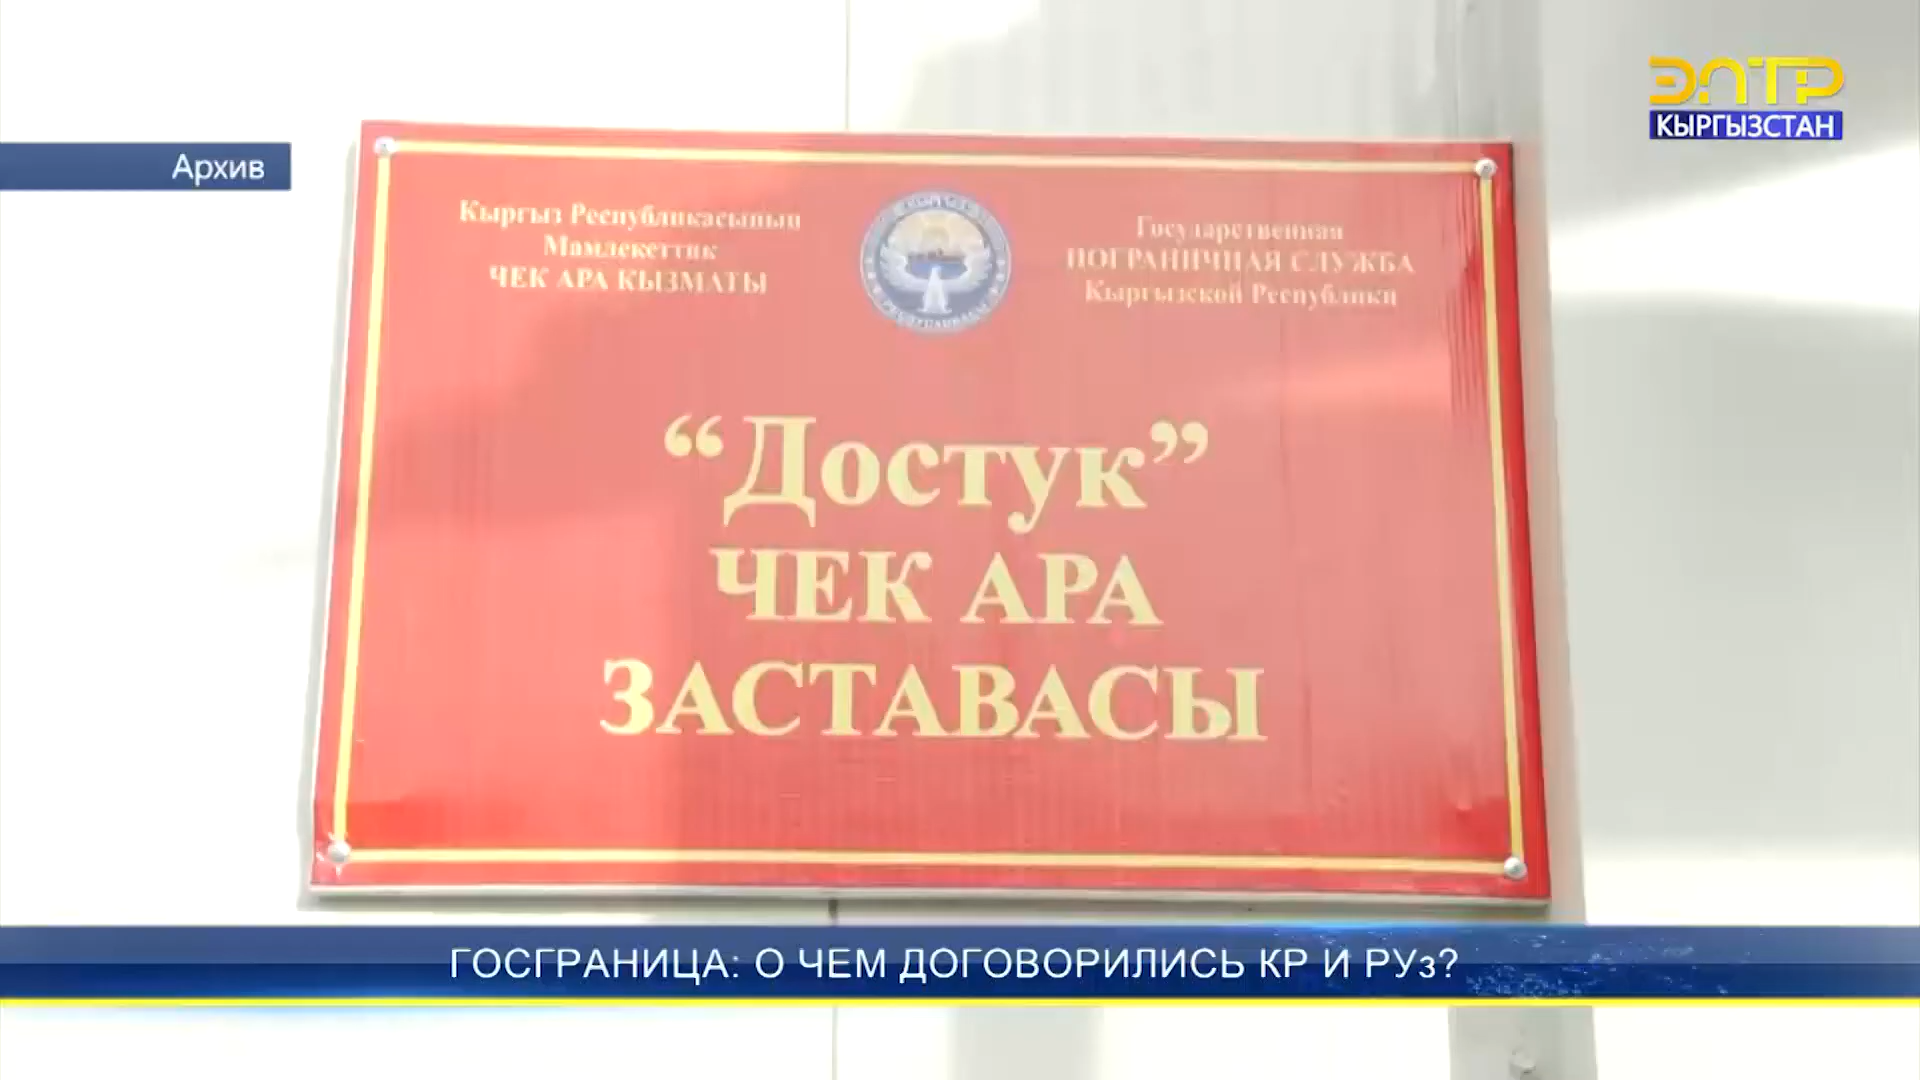 ЭЛТР
КЫРГЫЗСТАН
Архив
Кыргыз Республикасынын
Мамлекеттик
ЧЕК АРА КЫЗМАТЫ
Государственная
ПОГРАНИЧНАЯ СЛУЖБА
Кыргызской Республики
“Достук”
ЧЕК АРА
ЗАСТАВАСЫ
ГОСГРАНИЦА: О ЧЕМ ДОГОВОРИЛИСЬ КР И РУз?